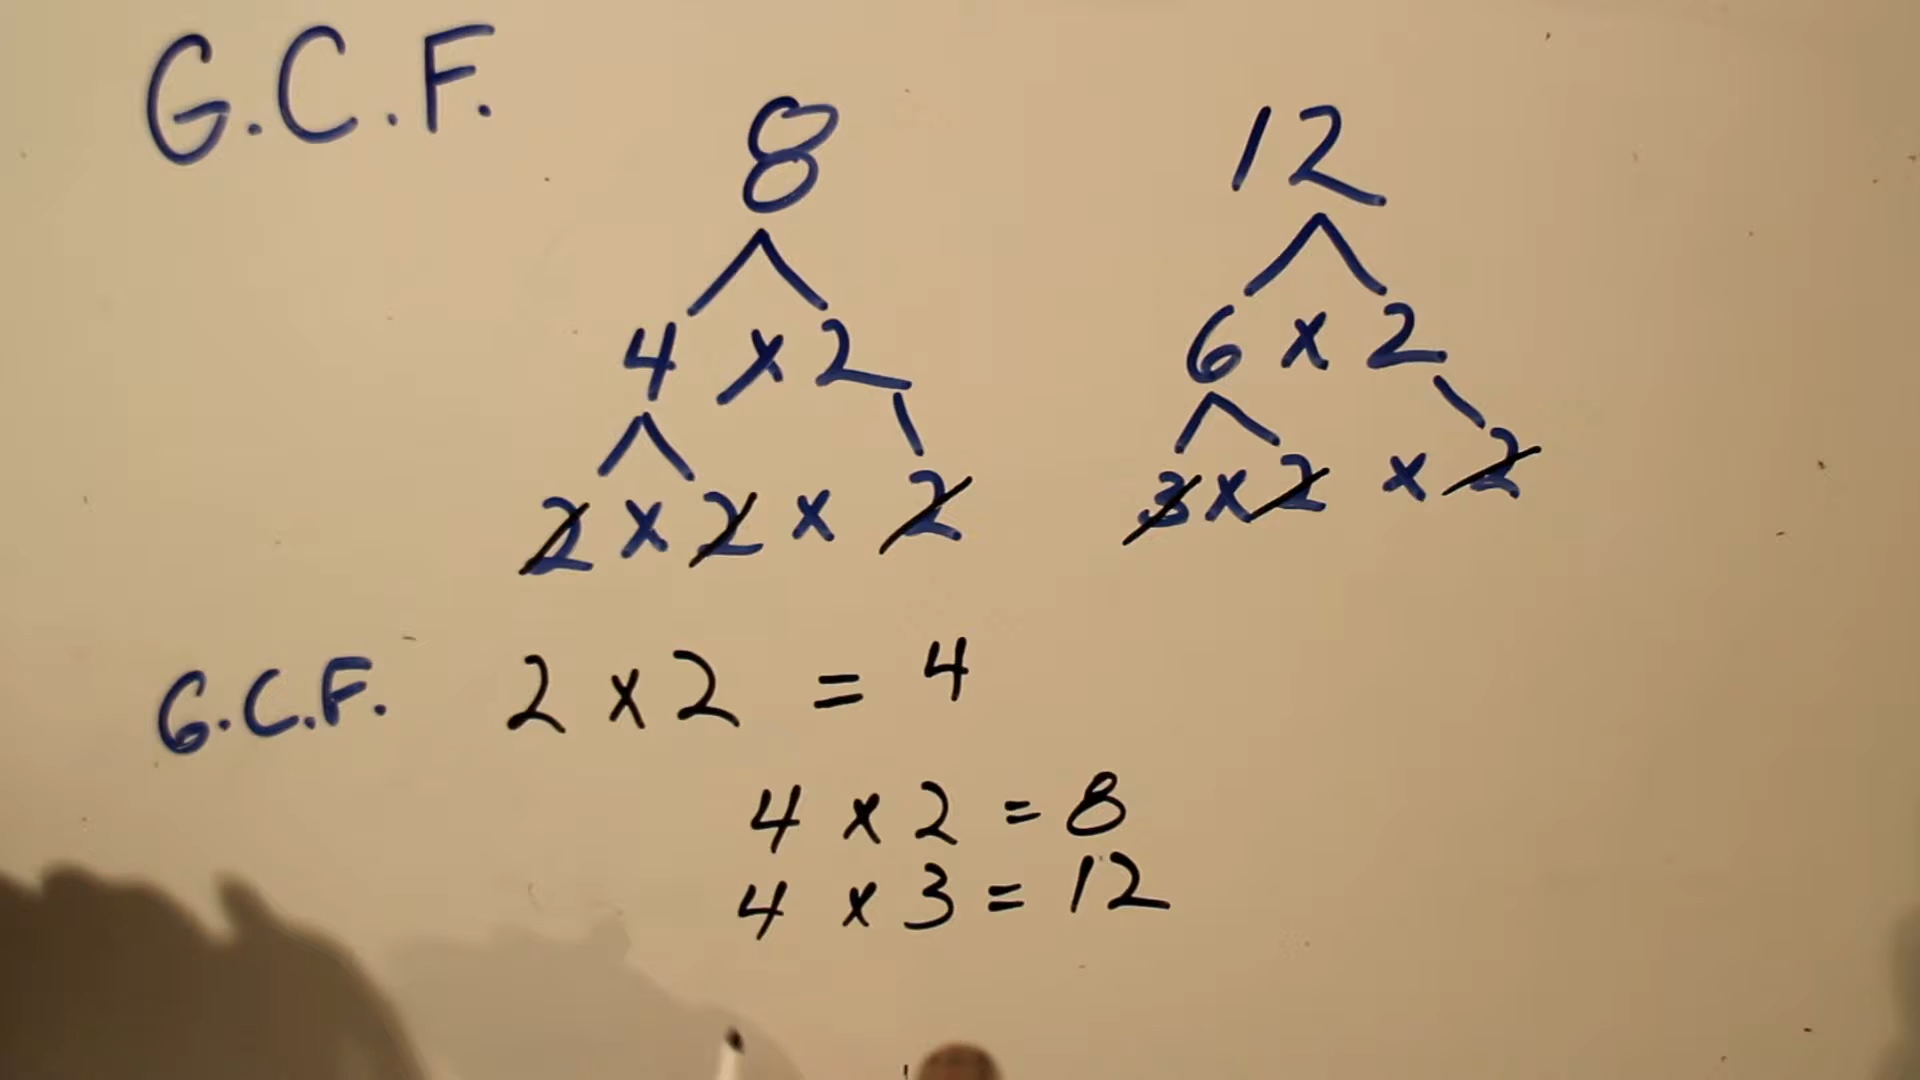 G.C.F.
8 12
4 x 2 6 x 2
2 x 2 x 2 3 x 2 x 2
G.C.F. 2 x 2 = 4
4 x 2 = 8
4 x 3 = 12